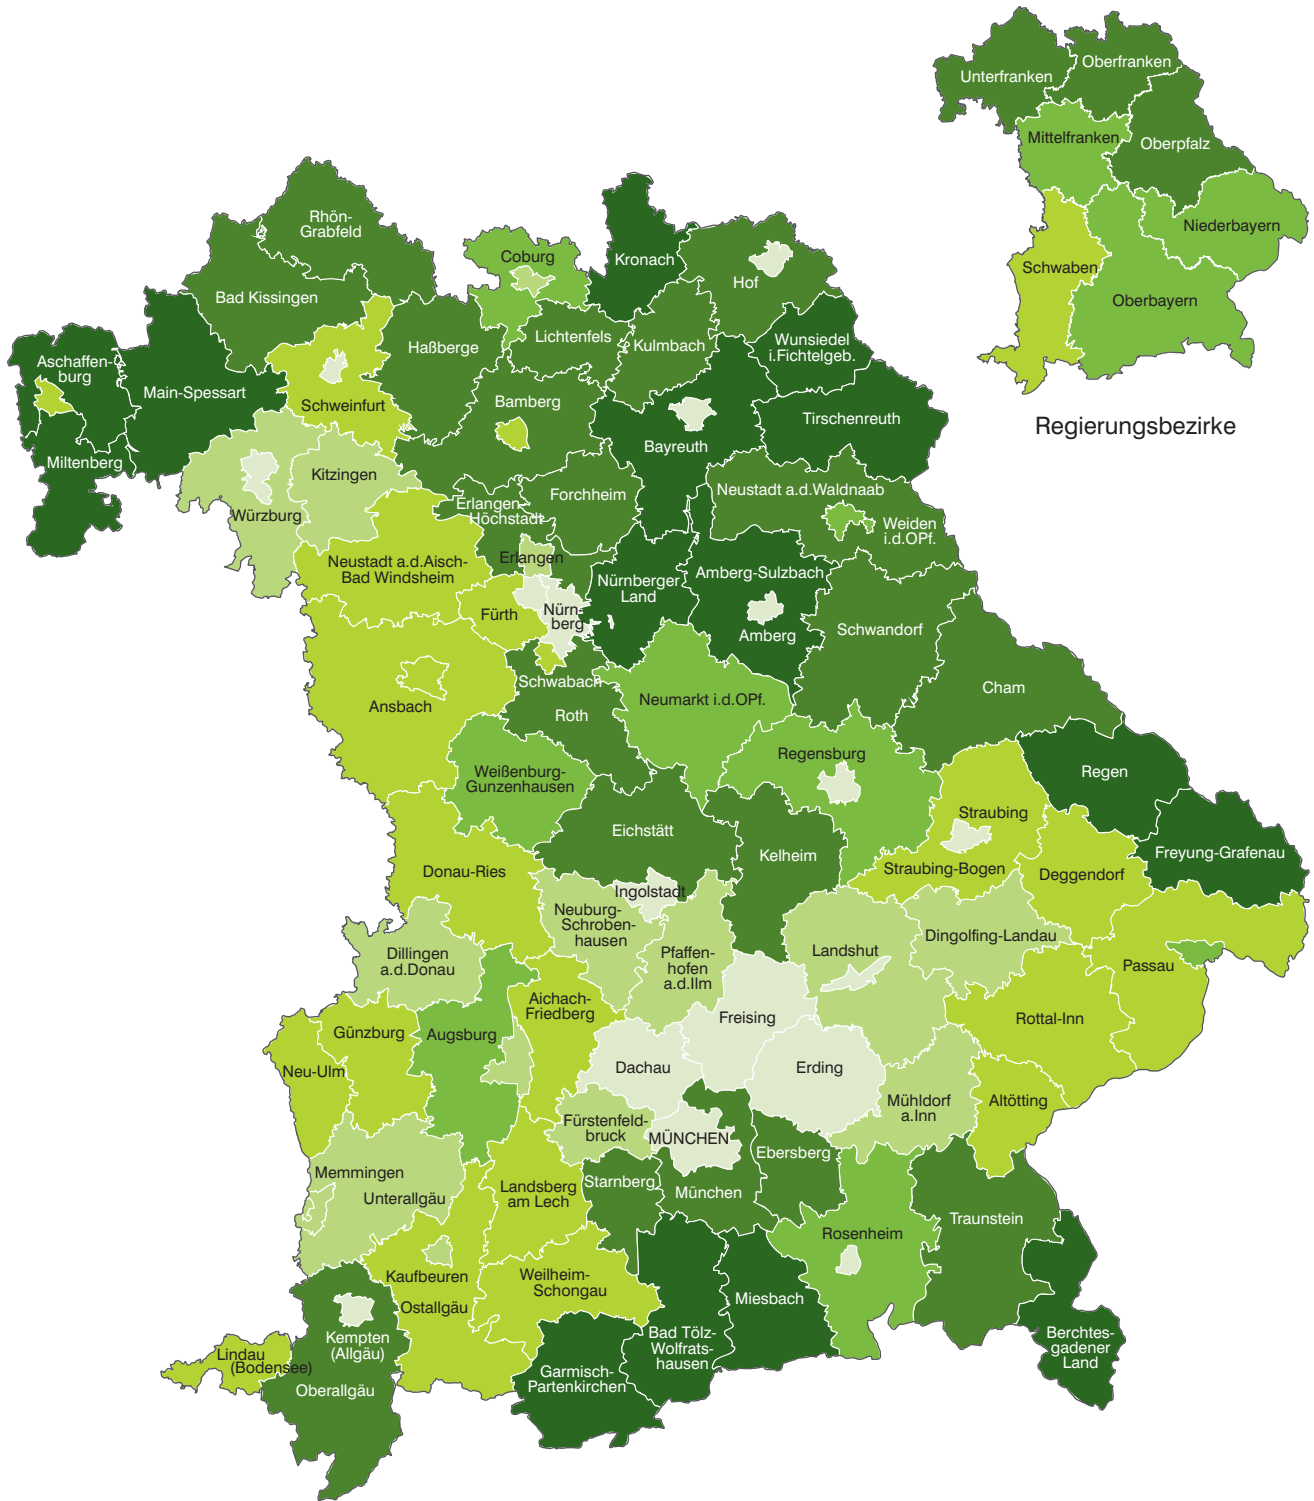 Unterfranken
Oberfranken
Mittelfranken
Oberpfalz
Niederbayern
Schwaben
Oberbayern
Regierungsbezirke
Rhön-
Grabfeld
Coburg
Kronach
Hof
Bad Kissingen
Haßberge
Lichtenfels
Kulmbach
Wunsiedel
i.Fichtelgeb.
Aschaffen-
burg
Main-Spessart
Schweinfurt
Bamberg
Bayreuth
Tirschenreuth
Miltenberg
Kitzingen
Würzburg
Erlangen-
Höchstadt
Forchheim
Neustadt a.d.Waldnaab
Weiden
i.d.OPf.
Neustadt a.d.Aisch-
Bad Windsheim
Erlangen
Fürth
Nürn-
berg
Nürnberger
Land
Amberg-Sulzbach
Amberg
Schwandorf
Ansbach
Schwabach
Roth
Neumarkt i.d.OPf.
Cham
Weißenburg-
Gunzenhausen
Regensburg
Regen
Eichstätt
Kelheim
Straubing
Straubing-Bogen
Deggendorf
Freyung-Grafenau
Donau-Ries
Ingolstadt
Neuburg-
Schroben-
hausen
Pfaffen-
hofen
a.d.Ilm
Landshut
Dingolfing-Landau
Passau
Dillingen
a.d.Donau
Aichach-
Friedberg
Freising
Rottal-Inn
Günzburg
Augsburg
Neu-Ulm
Dachau
Erding
Mühldorf
a.Inn
Altötting
Fürstenfeld-
bruck
MÜNCHEN
Ebersberg
Memmingen
Unterallgäu
Landsberg
am Lech
Starnberg
München
Rosenheim
Traunstein
Kaufbeuren
Ostallgäu
Weilheim-
Schongau
Miesbach
Bad Tölz-
Wolfrats-
hausen
Kempten
(Allgäu)
Oberallgäu
Lindau
(Bodensee)
Garmisch-
Partenkirchen
Berchtes-
gadener
Land